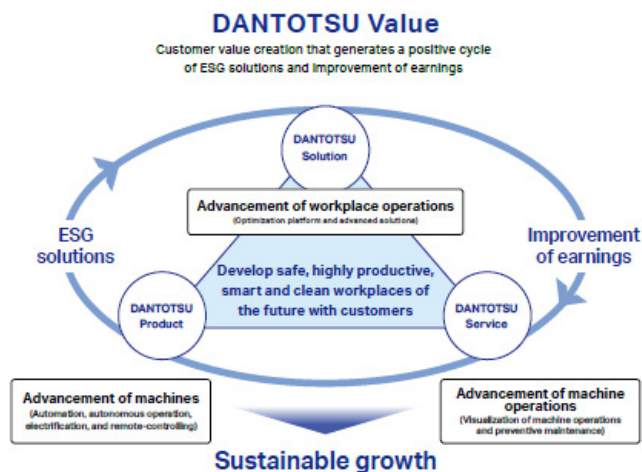 DANTOTSU Value
Customer value creation that generates a positive cycle
of ESG solutions and improvement of earnings
DANTOTSU
Solution
Advancement of workplace operations
(Optimization platform and advanced solutions)
ESG
solutions
Improvement
of earnings
Develop safe, highly productive,
smart and clean workplaces of
the future with customers
DANTOTSU
Product
DANTOTSU
Service
Advancement of machines
(Automation, autonomous operation,
electrification, and remote-controlling)
Advancement of machine
operations
(Visualization of machine operations
and preventive maintenance)
Sustainable growth